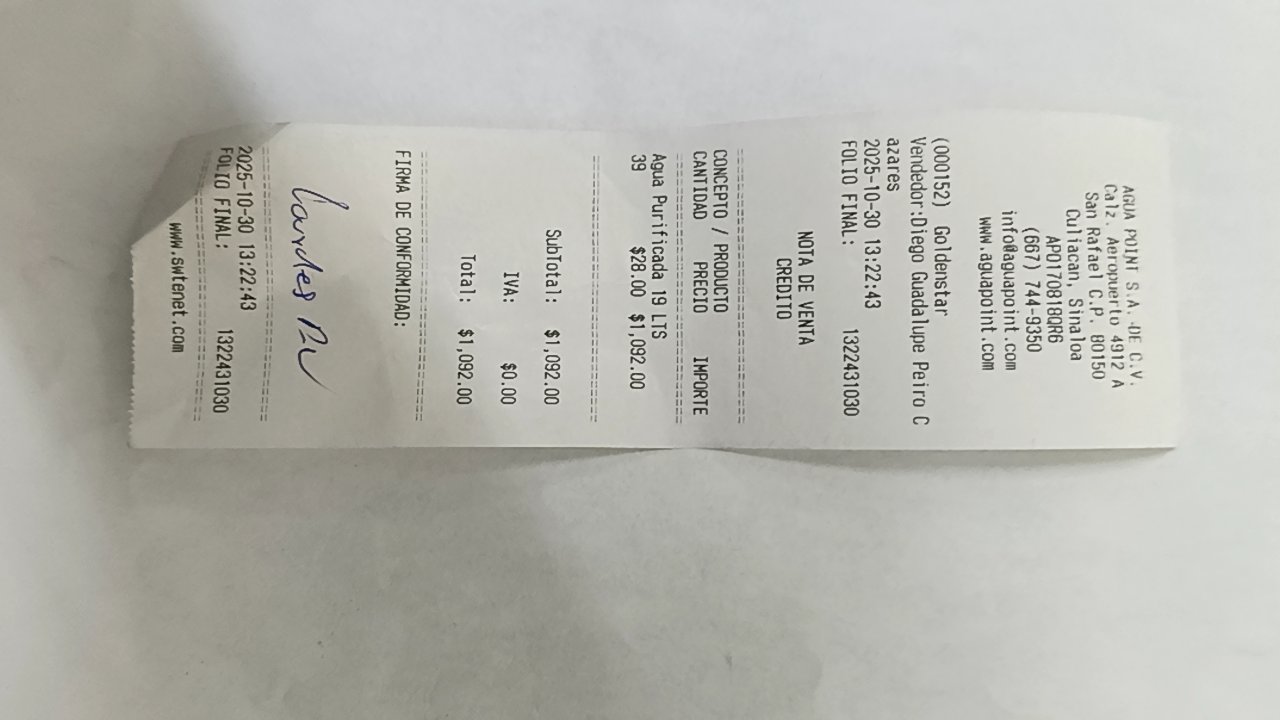 AGUA POINT S.A. DE C.V.
Calz. Aeropuerto 4912 A
San Rafael C.P. 80150
Culiacan, Sinaloa
APO170818QR6
(667) 744-9350
info@aguapoint.com
www.aguapoint.com
(000152) Goldenstar
Vendedor:Diego Guadalupe Peiro C
azares
2025-10-30 13:22:43
FOLIO FINAL: 1322431030
NOTA DE VENTA
CREDITO
CONCEPTO / PRODUCTO
CANTIDAD PRECIO IMPORTE
Agua Purificada 19 LTS
39 $28.00 $1,092.00
SubTotal: $1,092.00
IVA: $0.00
Total: $1,092.00
FIRMA DE CONFORMIDAD:
2025-10-30 13:22:43
FOLIO FINAL: 1322431030
www.swtenet.com